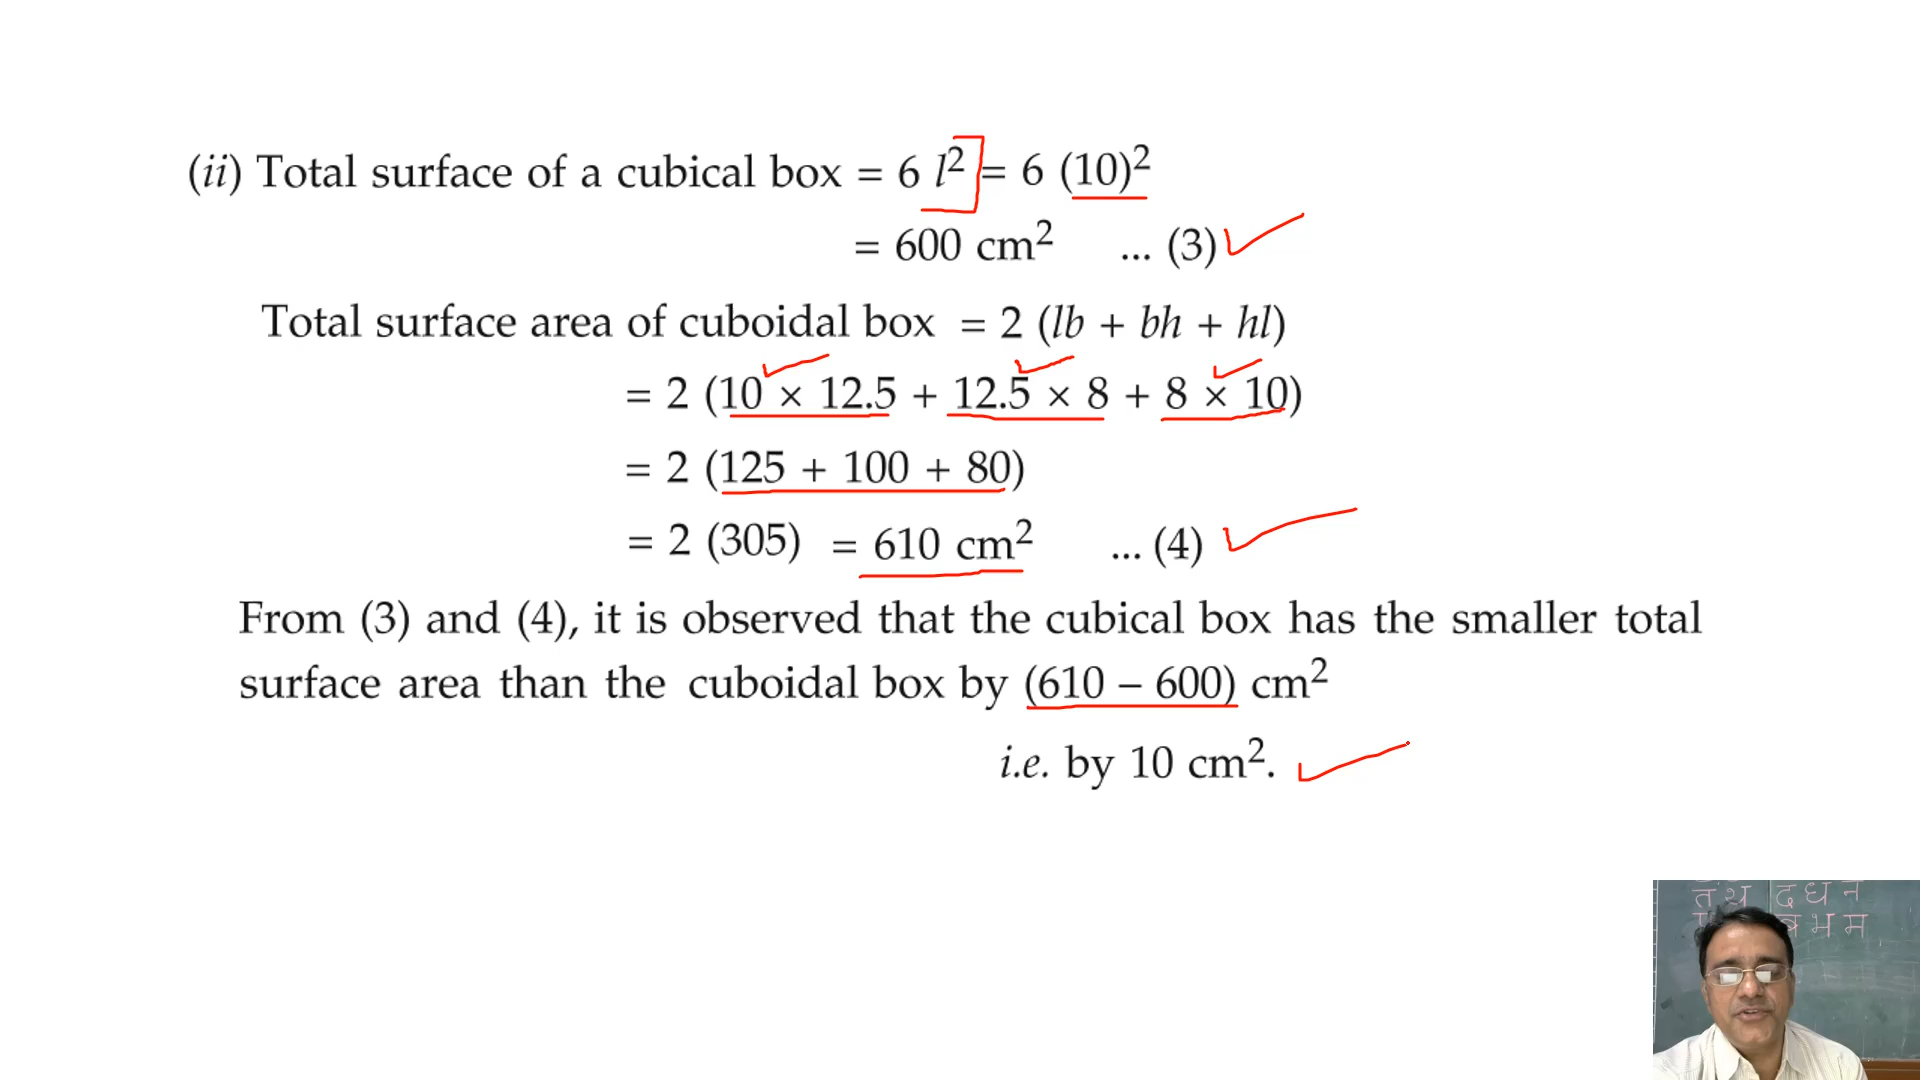 (ii) Total surface of a cubical box = 6 l² = 6 (10)²
= 600 cm² ... (3)
Total surface area of cuboidal box = 2 (lb + bh + hl)
= 2 (10 × 12.5 + 12.5 × 8 + 8 × 10)
= 2 (125 + 100 + 80)
= 2 (305) = 610 cm² ... (4)
From (3) and (4), it is observed that the cubical box has the smaller total
surface area than the cuboidal box by (610 – 600) cm²
i.e. by 10 cm².
त थ द ध न
भ म